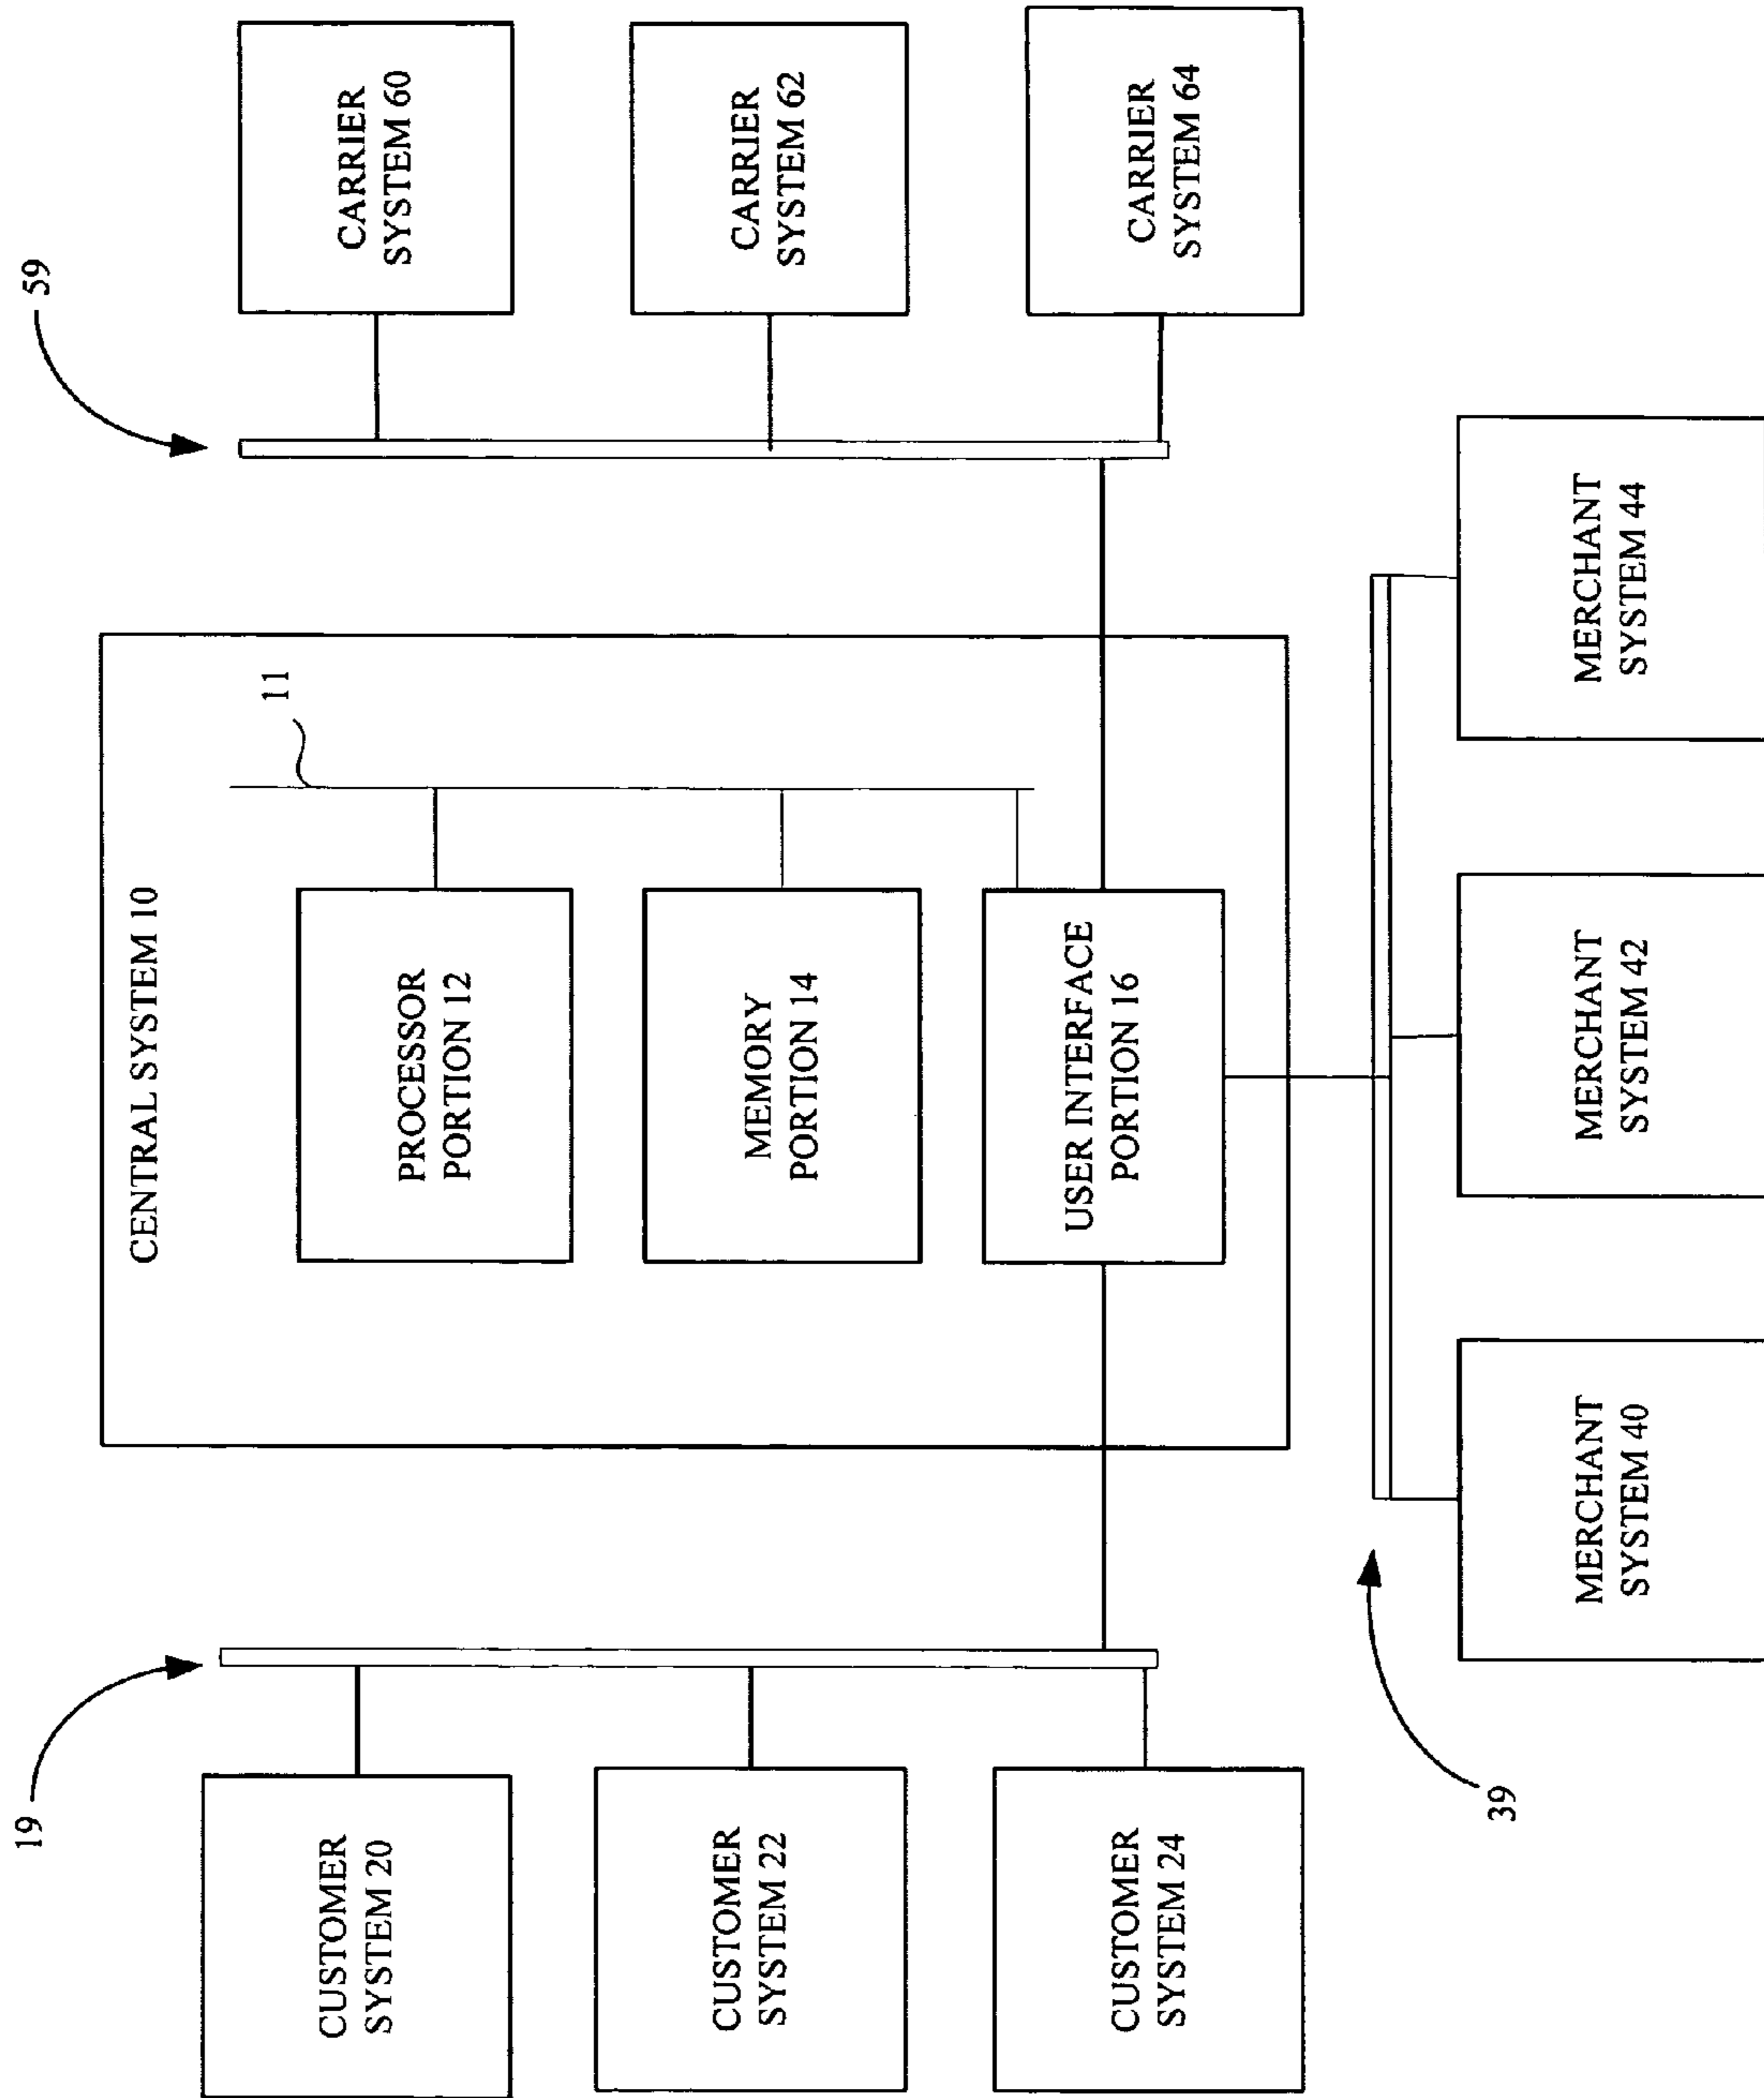 19
59
CUSTOMER
SYSTEM 20
CUSTOMER
SYSTEM 22
CUSTOMER
SYSTEM 24
CENTRAL SYSTEM 10
11
PROCESSOR
PORTION 12
MEMORY
PORTION 14
USER INTERFACE
PORTION 16
CARRIER
SYSTEM 60
CARRIER
SYSTEM 62
CARRIER
SYSTEM 64
39
MERCHANT
SYSTEM 40
MERCHANT
SYSTEM 42
MERCHANT
SYSTEM 44